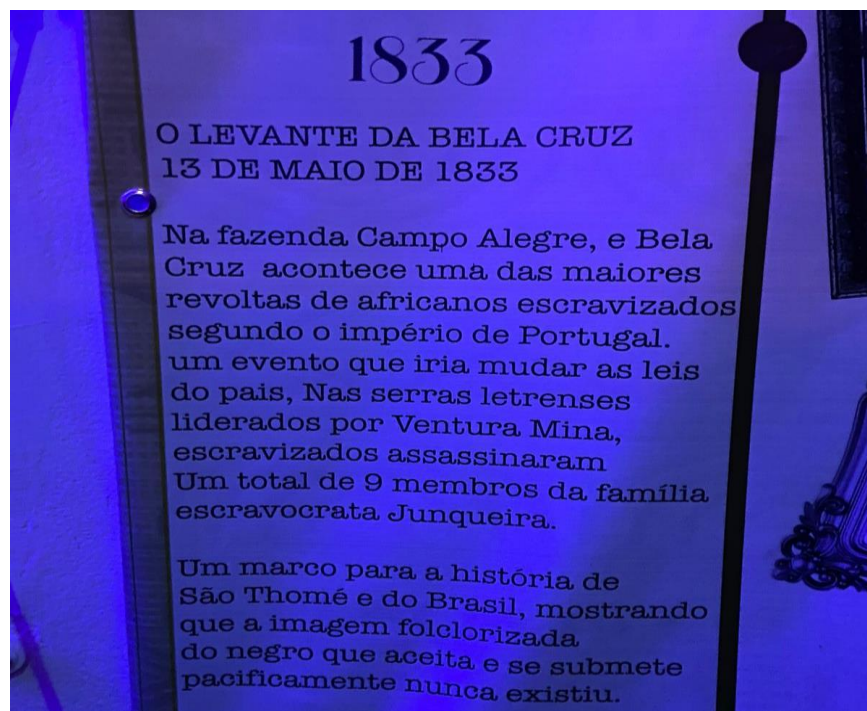 1833
O LEVANTE DA BELA CRUZ
13 DE MAIO DE 1833
Na fazenda Campo Alegre, e Bela
Cruz acontece uma das maiores
revoltas de africanos escravizados
segundo o império de Portugal.
um evento que iria mudar as leis
do pais, Nas serras letrenses
liderados por Ventura Mina,
escravizados assassinaram
Um total de 9 membros da família
escravocrata Junqueira.
Um marco para a história de
São Thomé e do Brasil, mostrando
que a imagem folclorizada
do negro que aceita e se submete
pacificamente nunca existiu.